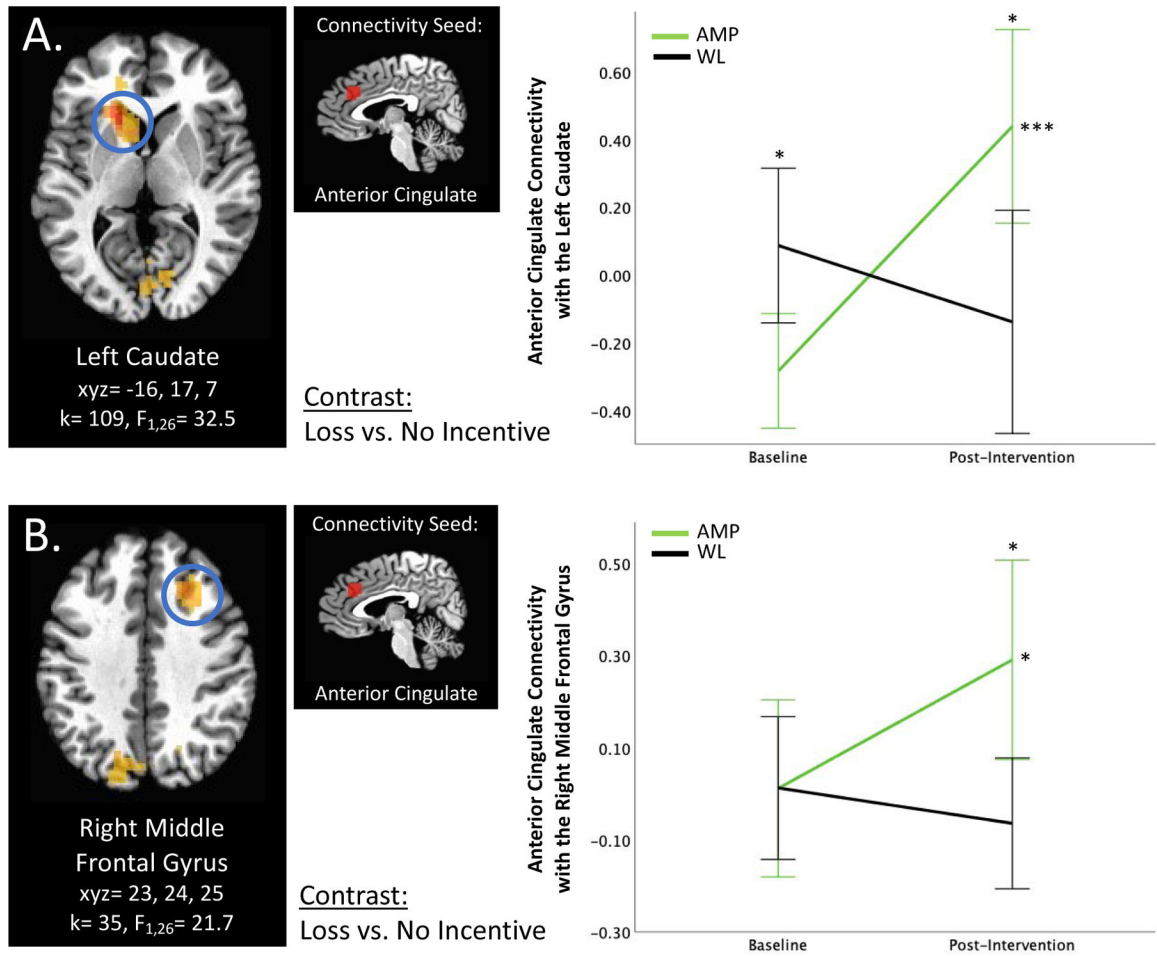 A.
Connectivity Seed:
Anterior Cingulate
Left Caudate
xyz= -16, 17, 7
k= 109, F1,26= 32.5
Contrast:
Loss vs. No Incentive
Anterior Cingulate Connectivity
with the Left Caudate
AMP
WL
0.60
0.40
0.20
0.00
-0.20
-0.40
*
*
***
Baseline
Post-Intervention
B.
Connectivity Seed:
Anterior Cingulate
Right Middle
Frontal Gyrus
xyz= 23, 24, 25
k= 35, F1,26= 21.7
Contrast:
Loss vs. No Incentive
Anterior Cingulate Connectivity
with the Right Middle Frontal Gyrus
AMP
WL
0.50
0.30
0.10
-0.10
-0.30
*
*
Baseline
Post-Intervention